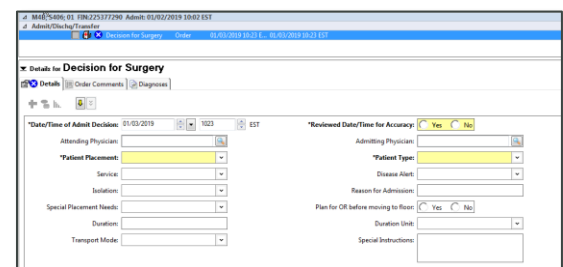 M4B; S406; 01 FIN:225377290 Admit: 01/02/2019 10:02 EST
Admit/Dischg/Transfer
Decision for Surgery Order 01/03/2019 10:23 E... 01/03/2019 10:23 EST
Details for Decision for Surgery
Details Order Comments Diagnoses
*Date/Time of Admit Decision: 01/03/2019 1023 EST *Reviewed Date/Time for Accuracy: Yes No
Attending Physician: Admitting Physician:
*Patient Placement: *Patient Type:
Service: Disease Alert:
Isolation: Reason for Admission:
Special Placement Needs: Plan for OR before moving to floor: Yes No
Duration: Duration Unit:
Transport Mode: Special Instructions: